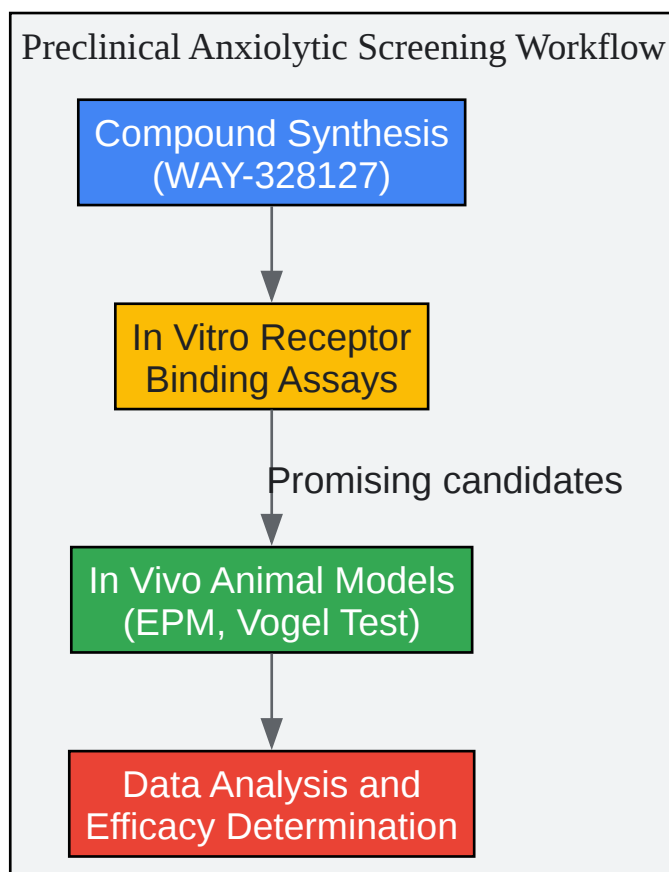 Preclinical Anxiolytic Screening Workflow
Compound Synthesis
(WAY-328127)
In Vitro Receptor
Binding Assays
Promising candidates
In Vivo Animal Models
(EPM, Vogel Test)
Data Analysis and
Efficacy Determination